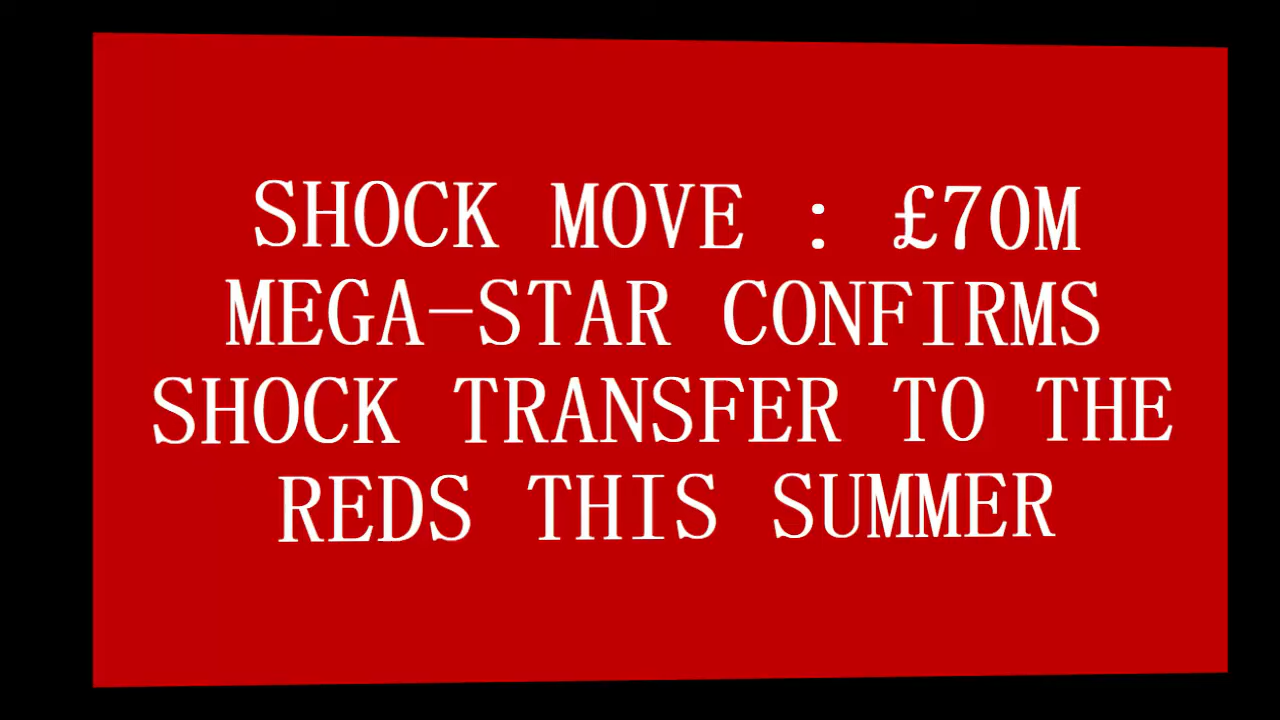 SHOCK MOVE : £70M
MEGA-STAR CONFIRMS
SHOCK TRANSFER TO THE
REDS THIS SUMMER